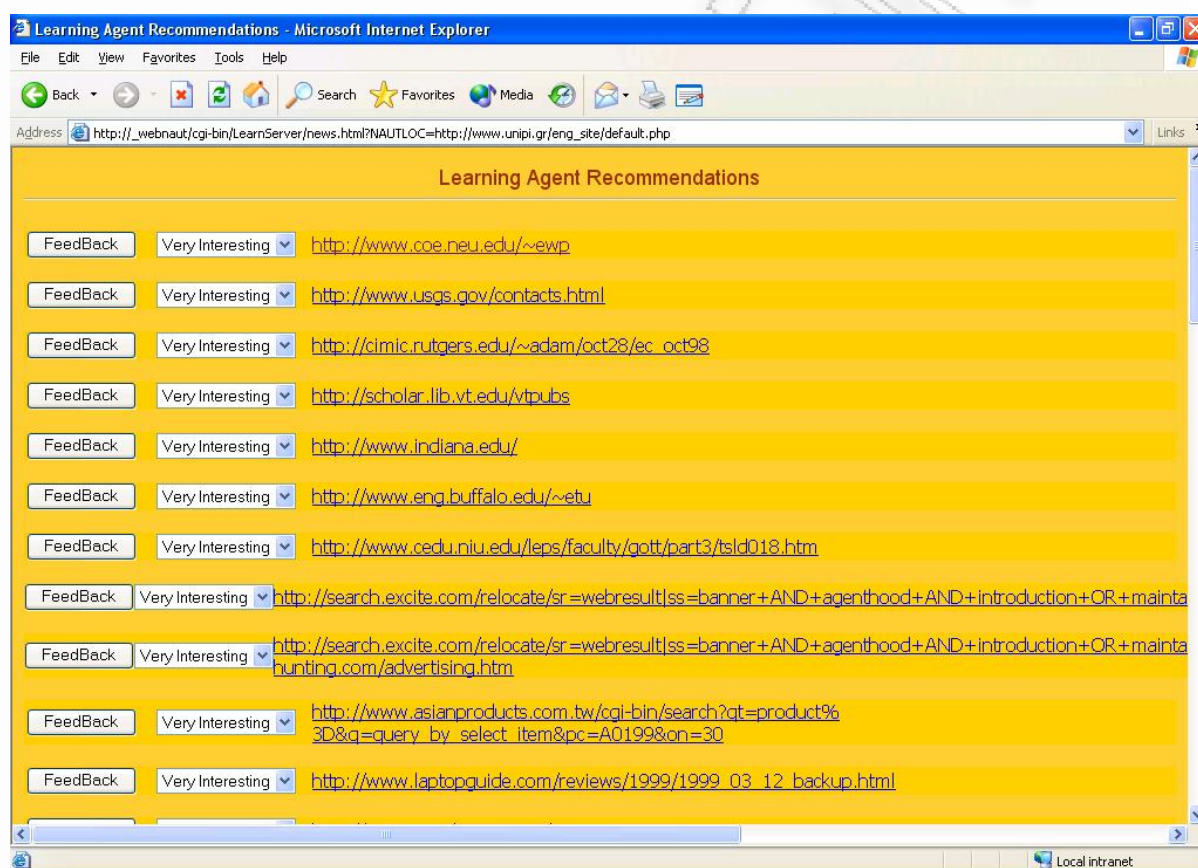 Learning Agent Recommendations - Microsoft Internet Explorer
File Edit View Favorites Tools Help
Back Search Favorites Media
Address http://_webnaut/cgi-bin/LearnServer/news.html?NAUTLOC=http://www.unipi.gr/eng_site/default.php Links
Learning Agent Recommendations
FeedBack Very Interesting http://www.coe.neu.edu/~ewp
FeedBack Very Interesting http://www.usgs.gov/contacts.html
FeedBack Very Interesting http://cimic.rutgers.edu/~adam/oct28/ec_oct98
FeedBack Very Interesting http://scholar.lib.vt.edu/vtpubs
FeedBack Very Interesting http://www.indiana.edu/
FeedBack Very Interesting http://www.eng.buffalo.edu/~etu
FeedBack Very Interesting http://www.cedu.niu.edu/leps/faculty/gott/part3/tsld018.htm
FeedBack Very Interesting http://search.excite.com/relocate/sr=webresult|ss=banner+AND+agenthood+AND+introduction+OR+mainta
FeedBack Very Interesting http://search.excite.com/relocate/sr=webresult|ss=banner+AND+agenthood+AND+introduction+OR+mainta
hunting.com/advertising.htm
FeedBack Very Interesting http://www.asianproducts.com.tw/cgi-bin/search?qt=product%
3D&q=query_by_select_item&pc=A0199&on=30
FeedBack Very Interesting http://www.laptopguide.com/reviews/1999/1999_03_12_backup.html
Local intranet